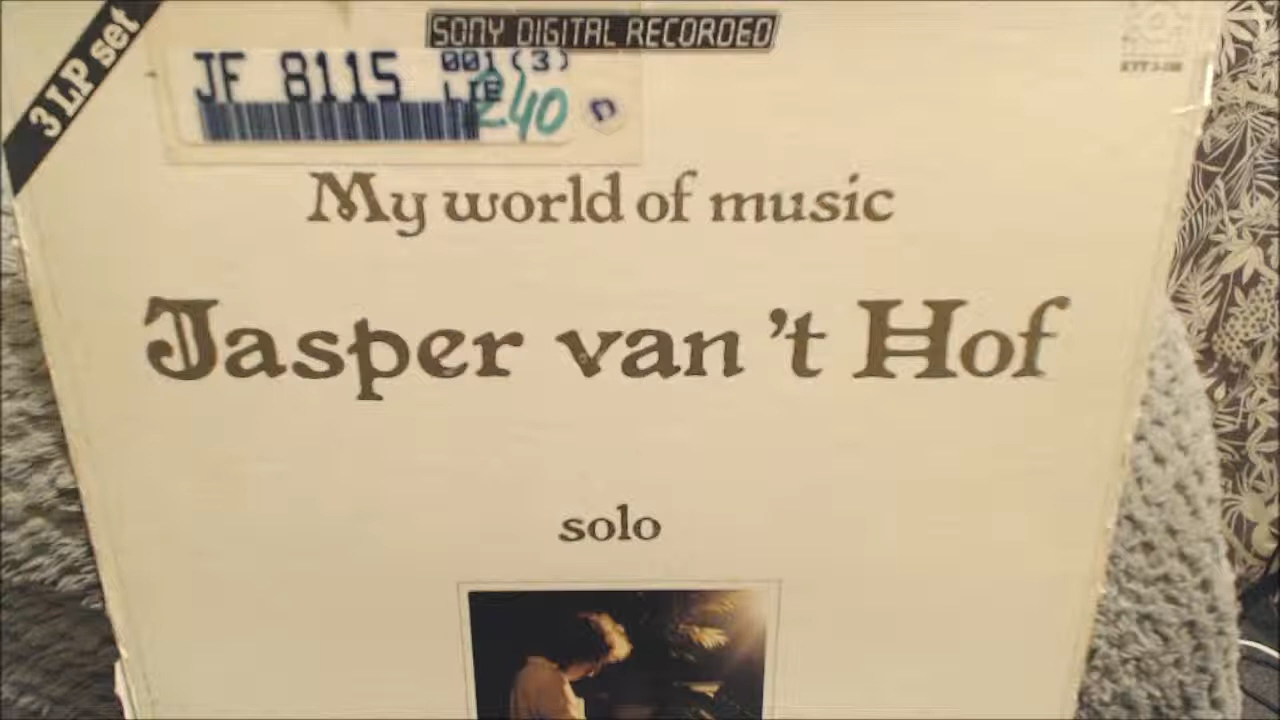 3 LP set
SONY DIGITAL RECORDED
JF 8115
001(3)
LIE
240
My world of music
Jasper van 't Hof
solo